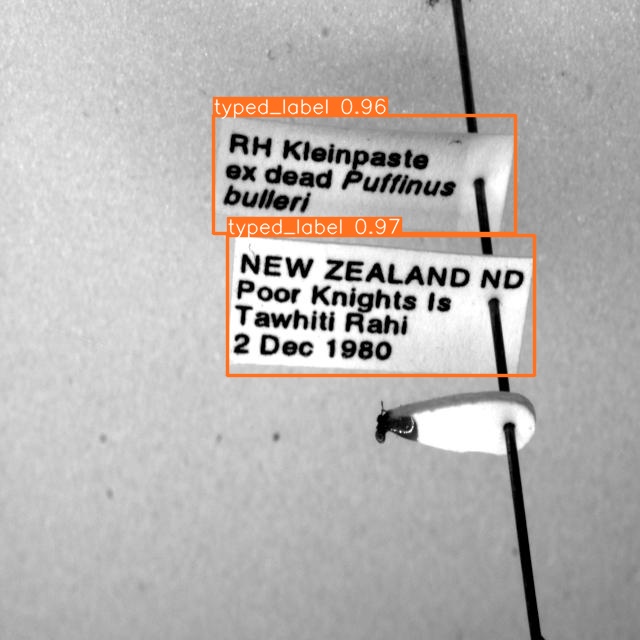 typed_label 0.96
RH Kleinpaste
ex dead Puffinus
bulleri
typed_label 0.97
NEW ZEALAND ND
Poor Knights Is
Tawhiti Rahi
2 Dec 1980